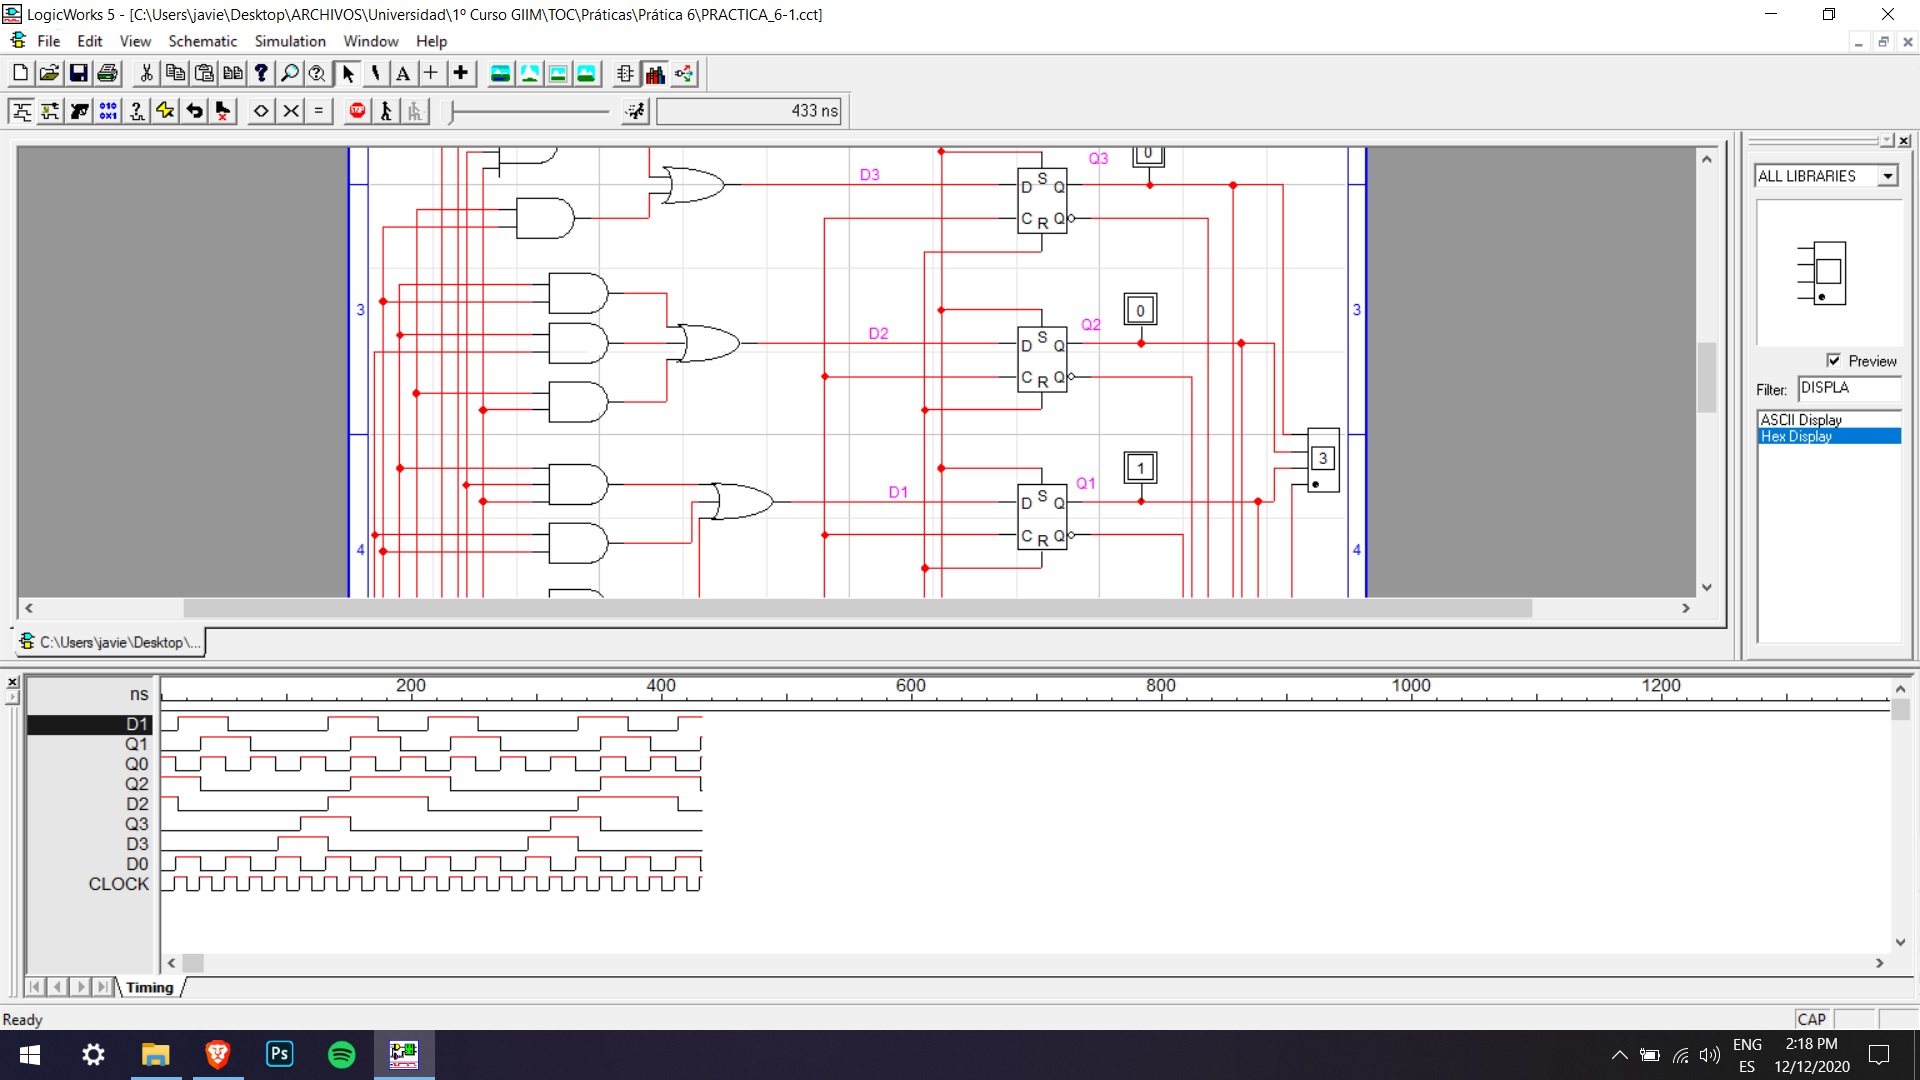 LogicWorks 5 - [C:\Users\javie\Desktop\ARCHIVOS\Universidad\1º Curso GIIM\TOC\Práticas\Prática 6\PRACTICA_6-1.cct]
File Edit View Schematic Simulation Window Help
A
010
0X1
STOP
433 ns
Q3 0
D3
D S Q
C R Q
3 3
0
Q2
D2
D S Q
C R Q
1
3
Q1
D1
D S Q
C R Q
4 4
ALL LIBRARIES
Preview
Filter: DISPLA
ASCII Display
Hex Display
C:\Users\javie\Desktop\...
ns 200 400 600 800 1000 1200
D1
Q1
Q0
Q2
D2
Q3
D3
D0
CLOCK
Timing
Ready CAP
Ps
ENG 2:18 PM
ES 12/12/2020